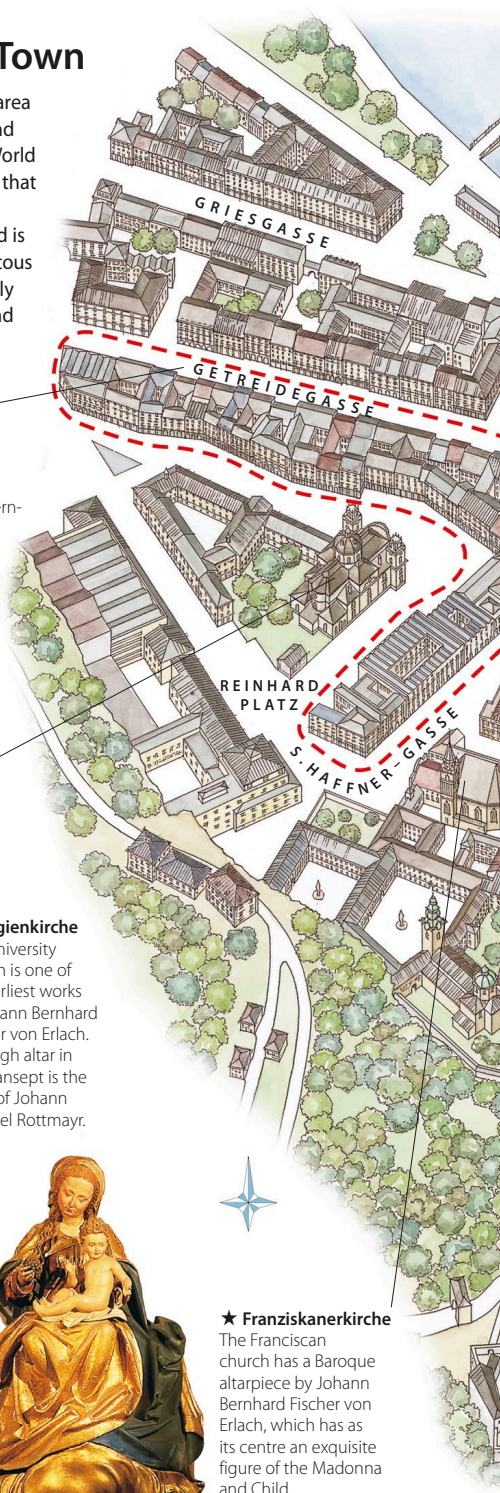 Town
area
nd
World
that
d is
tous
ly
nd
GRIESGASSE
GETREIDEGASSE
ern-
REINHARD
PLATZ
S.HAFFNER-GASSE
gienkirche
niversity
h is one of
rliest works
ann Bernhard
r von Erlach.
gh altar in
ansept is the
of Johann
el Rottmayr.
★ Franziskanerkirche
The Franciscan
church has a Baroque
altarpiece by Johann
Bernhard Fischer von
Erlach, which has as
its centre an exquisite
figure of the Madonna
and Child.